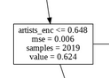 artists_enc <= 0.648
mse = 0.006
samples = 2019
value = 0.624